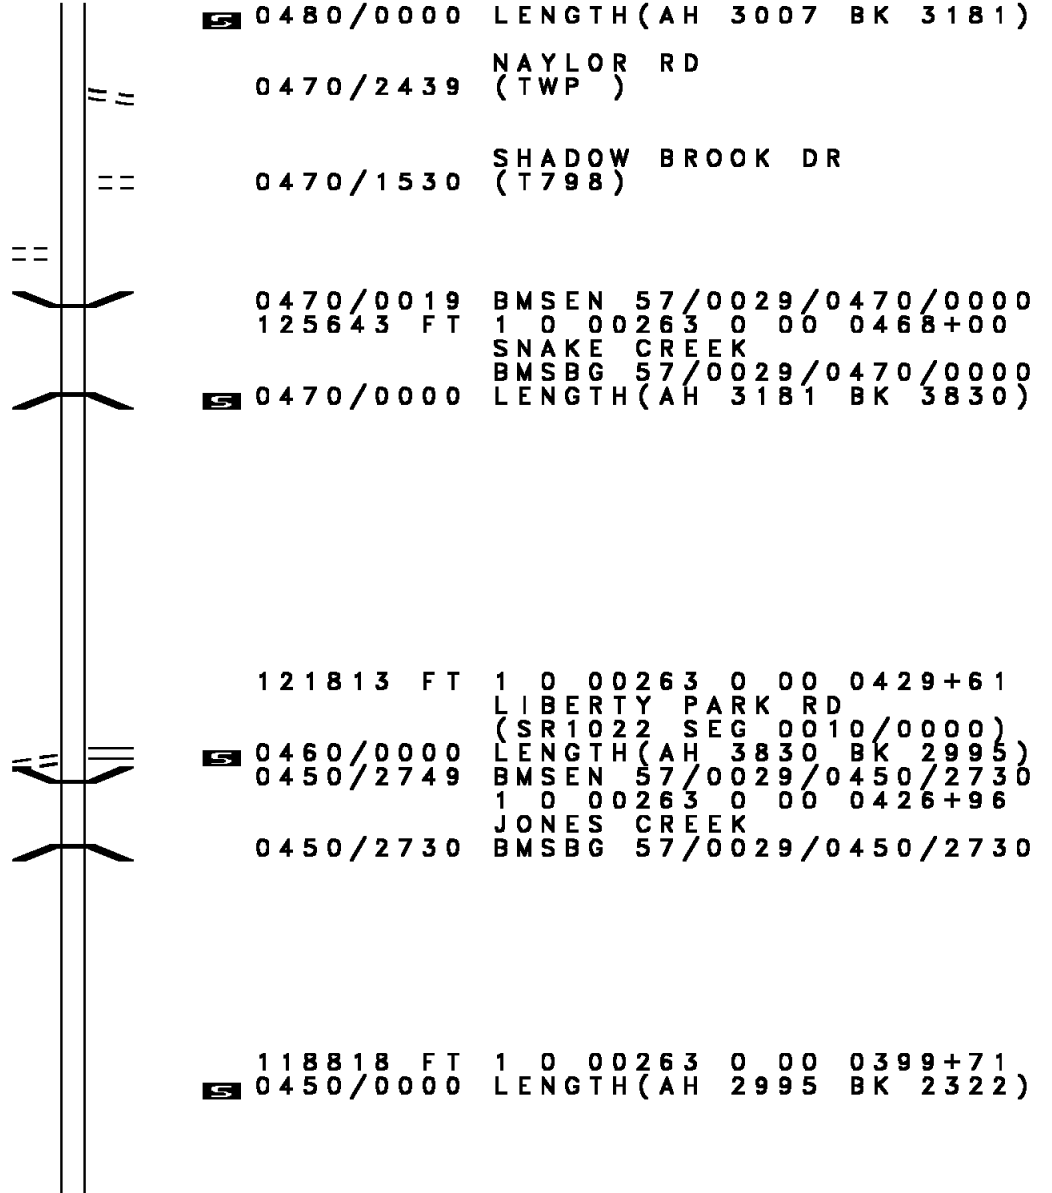 S 0480/0000 LENGTH(AH 3007 BK 3181)
NAYLOR RD
0470/2439 (TWP )
SHADOW BROOK DR
0470/1530 (T798)
0470/0019 BMSEN 57/0029/0470/0000
125643 FT 1 0 00263 0 00 0468+00
SNAKE CREEK
BMSBG 57/0029/0470/0000
S 0470/0000 LENGTH(AH 3181 BK 3830)
121813 FT 1 0 00263 0 00 0429+61
LIBERTY PARK RD
(SR1022 SEG 0010/0000)
S 0460/0000 LENGTH(AH 3830 BK 2995)
0450/2749 BMSEN 57/0029/0450/2730
1 0 00263 0 00 0426+96
JONES CREEK
0450/2730 BMSBG 57/0029/0450/2730
118818 FT 1 0 00263 0 00 0399+71
S 0450/0000 LENGTH(AH 2995 BK 2322)